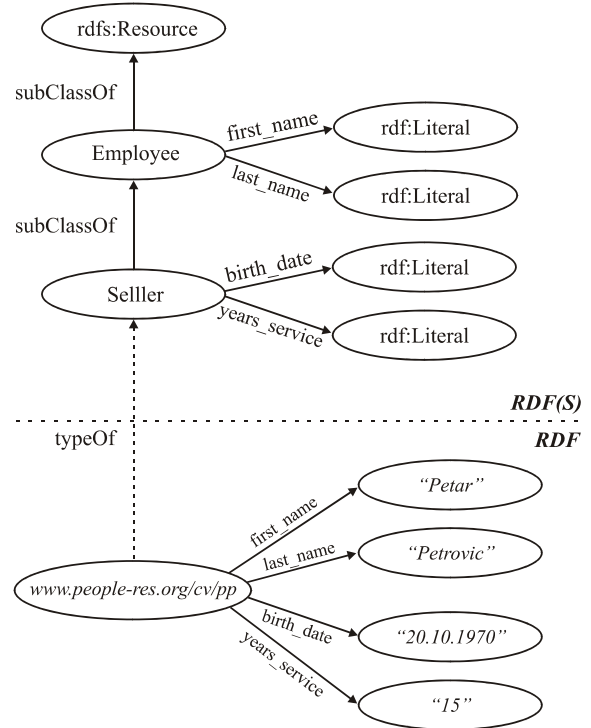 rdfs:Resource
subClassOf
first_name
rdf:Literal
Employee
last_name
rdf:Literal
subClassOf
birth_date
rdf:Literal
Selller
years_service
rdf:Literal
RDF(S)
typeOf
RDF
first_name
“Petar”
last_name
“Petrovic”
www.people-res.org/cv/pp
birth_date
“20.10.1970”
years_service
“15”